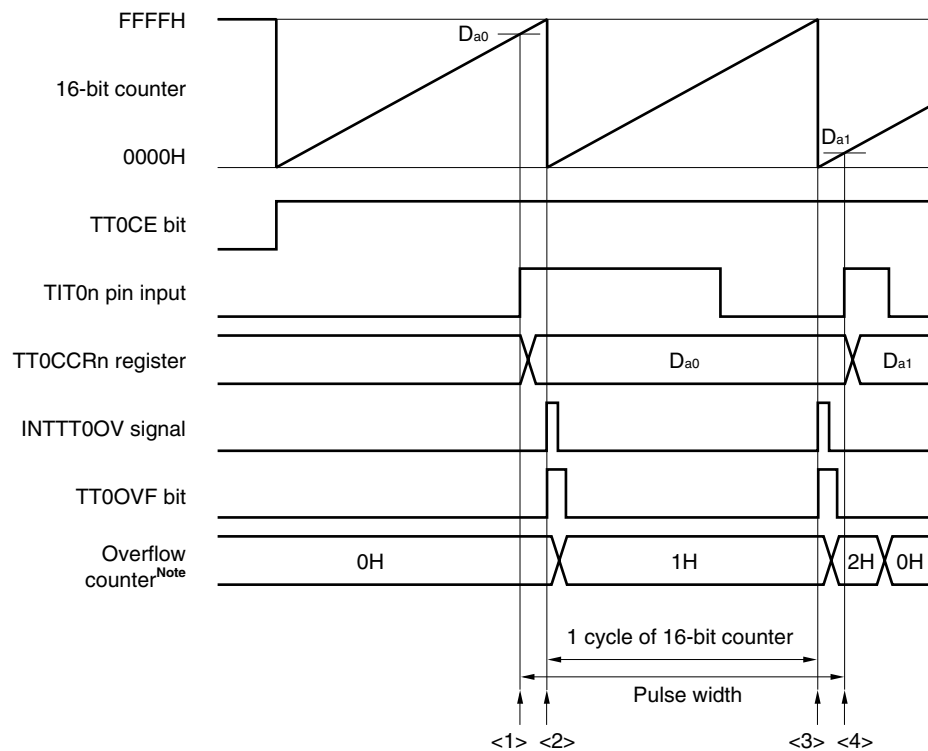 FFFFH
Da0
16-bit counter
0000H
Da1
TT0CE bit
TIT0n pin input
TT0CCRn register
Da0
Da1
INTTT0OV signal
TT0OVF bit
Overflow
counterNote
0H
1H
2H
0H
1 cycle of 16-bit counter
Pulse width
<1>
<2>
<3>
<4>